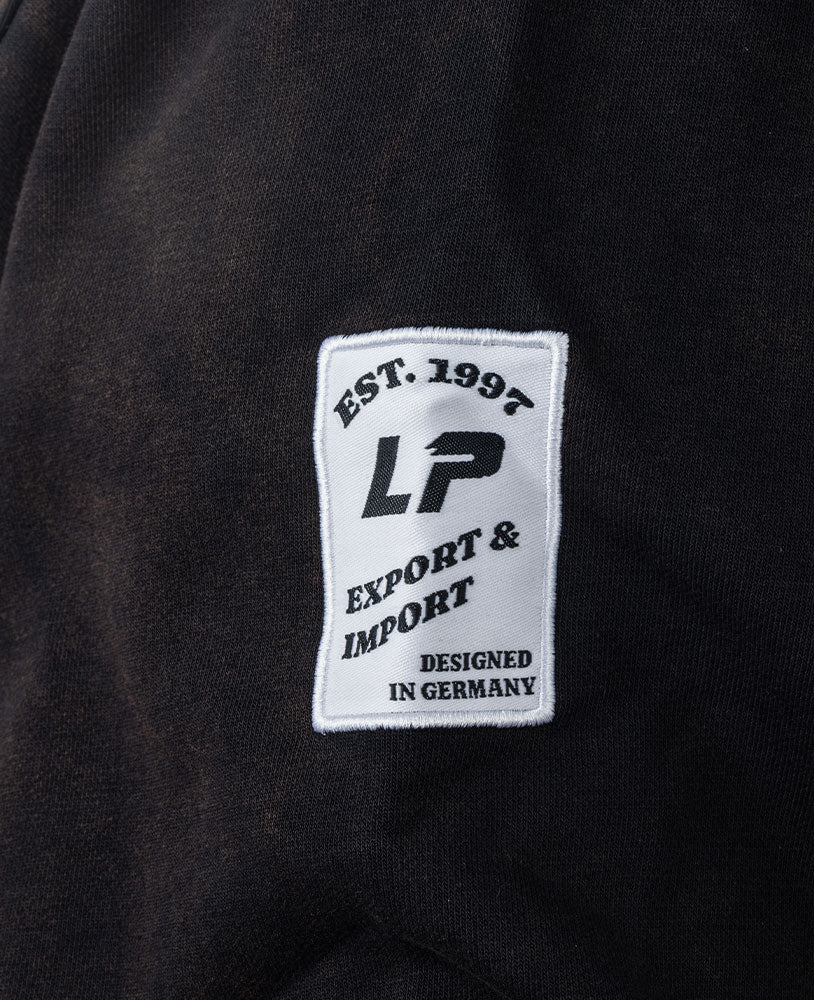 EST. 1997
LP
EXPORT &
IMPORT
DESIGNED
IN GERMANY